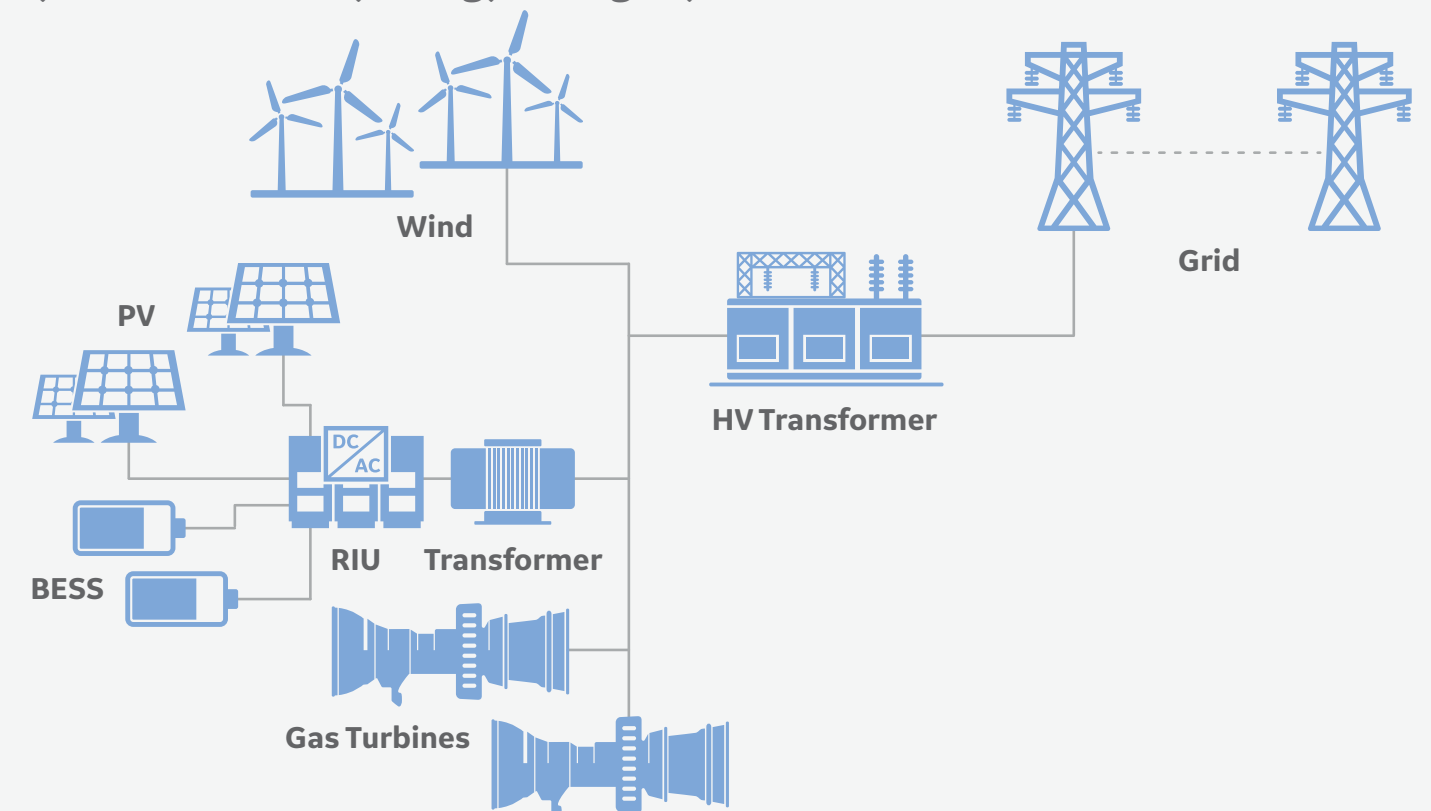 Wind
Grid
PV
HV Transformer
DC
AC
RIU
Transformer
BESS
Gas Turbines